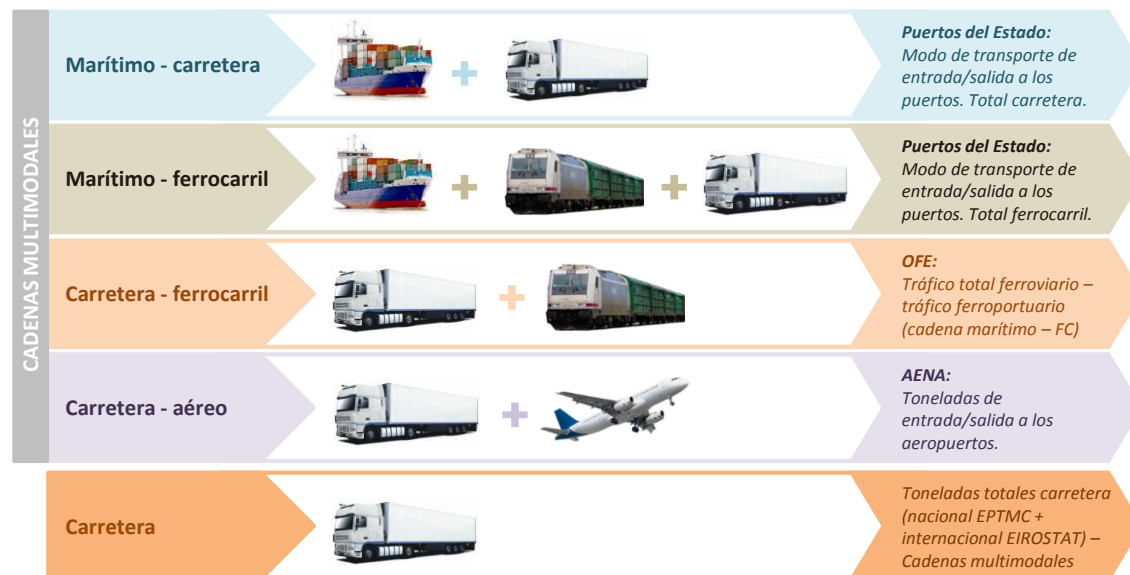 CADENAS MULTIMODALES
Marítimo - carretera
Puertos del Estado:
Modo de transporte de
entrada/salida a los
puertos. Total carretera.
Marítimo - ferrocarril
Puertos del Estado:
Modo de transporte de
entrada/salida a los
puertos. Total ferrocarril.
Carretera - ferrocarril
OFE:
Tráfico total ferroviario –
tráfico ferroportuario
(cadena marítimo – FC)
Carretera - aéreo
AENA:
Toneladas de
entrada/salida a los
aeropuertos.
Carretera
Toneladas totales carretera
(nacional EPTMC +
internacional EIROSTAT) –
Cadenas multimodales